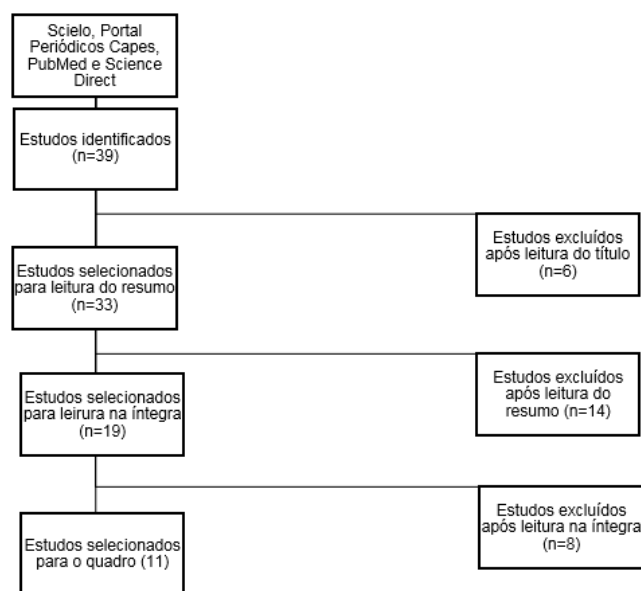 Scielo, Portal
Periódicos Capes,
PubMed e Science
Direct
Estudos identificados
(n=39)
Estudos excluídos
após leitura do título
(n=6)
Estudos selecionados
para leitura do resumo
(n=33)
Estudos excluídos
após leitura do
resumo (n=14)
Estudos selecionados
para leirura na íntegra
(n=19)
Estudos excluídos
após leitura na íntegra
(n=8)
Estudos selecionados
para o quadro (11)